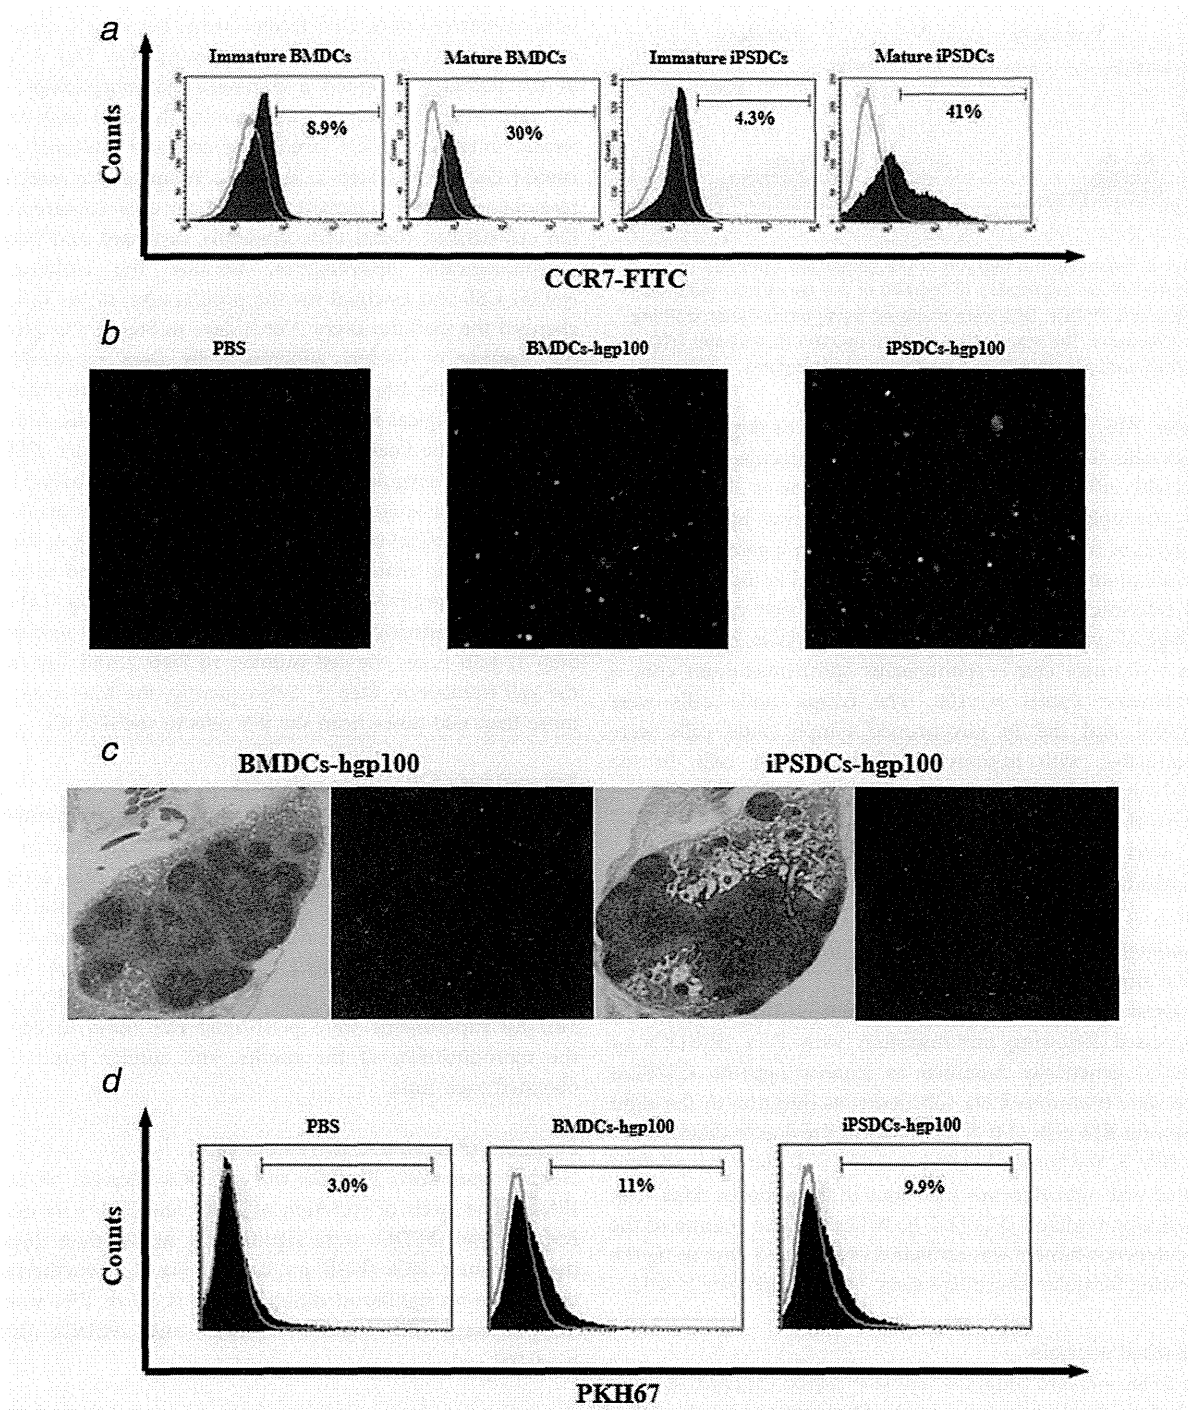 a
Immature BMDCs
Mature BMDCs
Immature iPSDCs
Mature iPSDCs
8.9%
30%
4.3%
41%
Counts
CCR7-FITC
b
PBS
BMDCs-hgp100
iPSDCs-hgp100
c
BMDCs-hgp100
iPSDCs-hgp100
d
PBS
BMDCs-hgp100
iPSDCs-hgp100
3.0%
11%
9.9%
Counts
PKH67